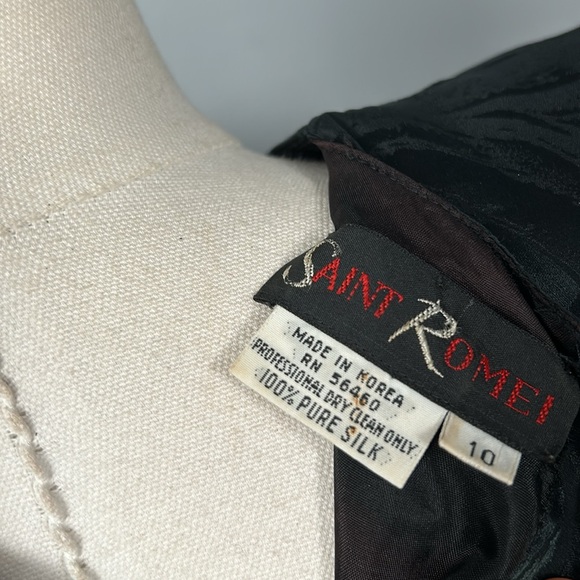 SAINT ROMEI
MADE IN KOREA
RN 56460
PROFESSIONAL DRY CLEAN ONLY
100% PURE SILK
10